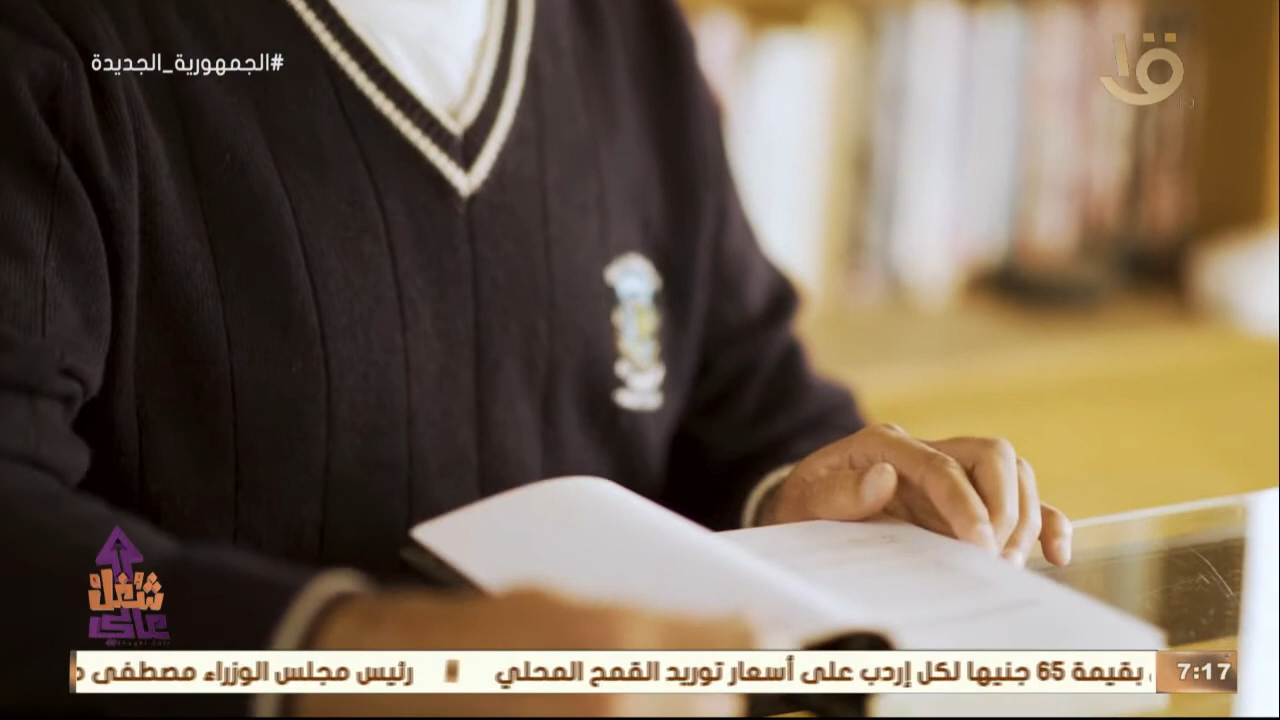 #الجمهورية_الجديدة
شغل
عالي
بقيمة 65 جنيها لكل إردب على أسعار توريد القمح المحلي
رئيس مجلس الوزراء مصطفى
7:17